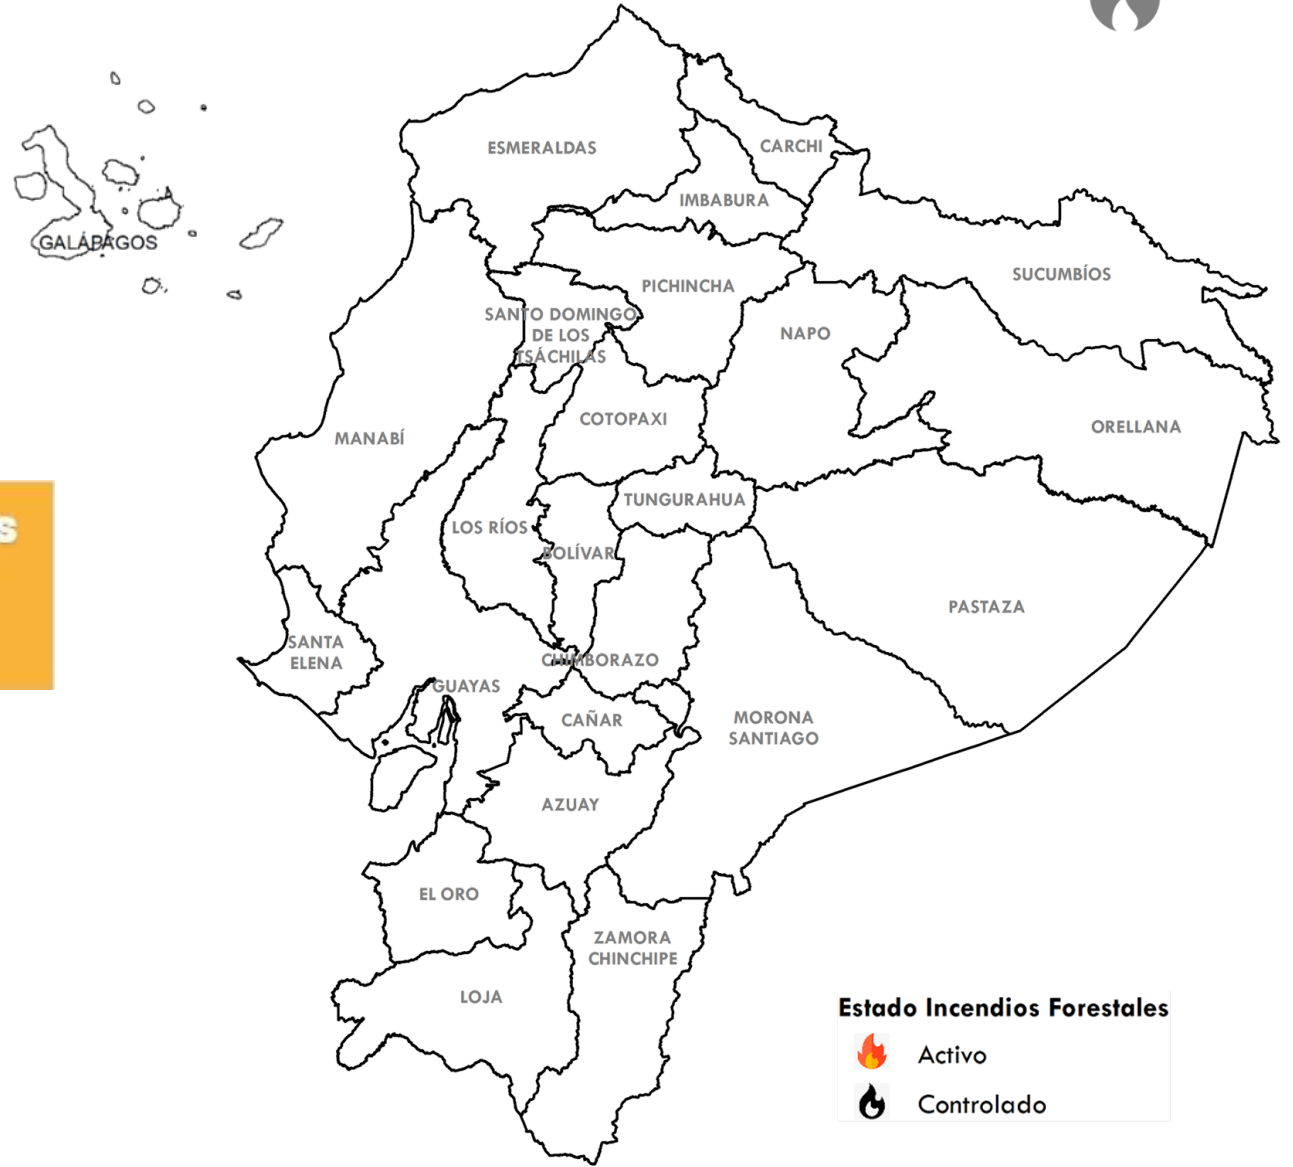 ESMERALDAS
CARCHI
IMBABURA
GALÁPAGOS
SUCUMBÍOS
PICHINCHA
SANTO DOMINGO
DE LOS
TSÁCHILAS
NAPO
COTOPAXI
ORELLANA
MANABÍ
TUNGURAHUA
LOS RÍOS
BOLÍVAR
S
PASTAZA
SANTA
ELENA
CHIMBORAZO
GUAYAS
CAÑAR
MORONA
SANTIAGO
AZUAY
EL ORO
ZAMORA
CHINCHIPE
LOJA
Estado Incendios Forestales
Activo
Controlado